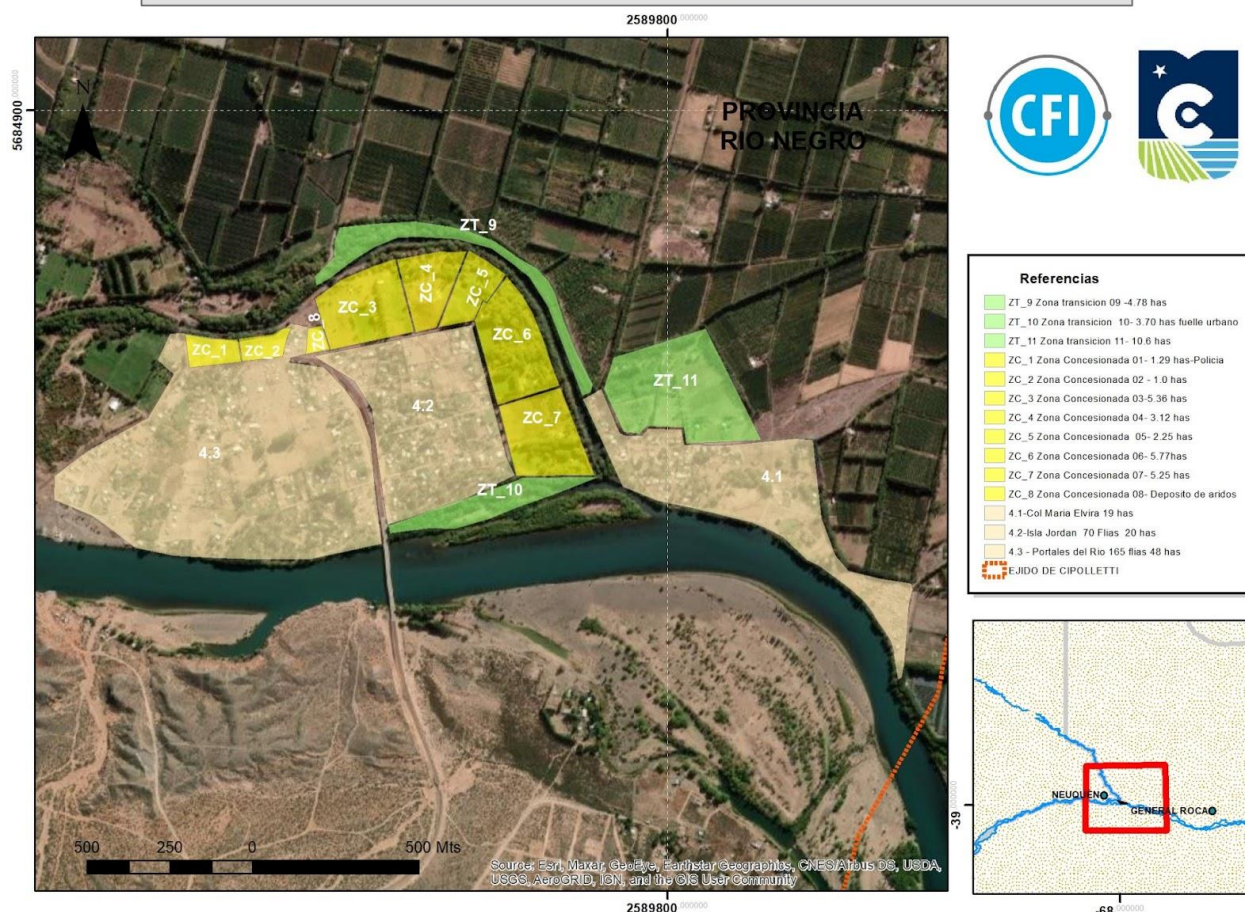 2589800.000000
5684900.000000
N
PROVINCIA
RIO NEGRO
ZT_9
ZC_4
ZC_5
ZC_3
ZC_8
ZC_6
ZC_1
ZC_2
ZT_11
4.2
ZC_7
4.3
4.1
ZT_10
500 250 0 500 Mts
Source: Esri, Maxar, GeoEye, Earthstar Geographics, CNES/Airbus DS, USDA,
USGS, AeroGRID, IGN, and the GIS User Community
2589800.000000
CFI
C
Referencias
ZT_9 Zona transicion 09 -4.78 has
ZT_10 Zona transicion 10- 3.70 has fuelle urbano
ZT_11 Zona transicion 11- 10.6 has
ZC_1 Zona Concesionada 01- 1.29 has-Policia
ZC_2 Zona Concesionada 02 - 1.0 has
ZC_3 Zona Concesionada 03-5.36 has
ZC_4 Zona Concesionada 04- 3.12 has
ZC_5 Zona Concesionada 05- 2.25 has
ZC_6 Zona Concesionada 06- 5.77has
ZC_7 Zona Concesionada 07- 5.25 has
ZC_8 Zona Concesionada 08- Deposito de aridos
4.1-Col Maria Elvira 19 has
4.2-Isla Jordan 70 Flias 20 has
4.3 - Portales del Rio 165 flias 48 has
EJIDO DE CIPOLLETTI
NEUQUEN
GENERAL ROCA
-39.000000
-68.000000